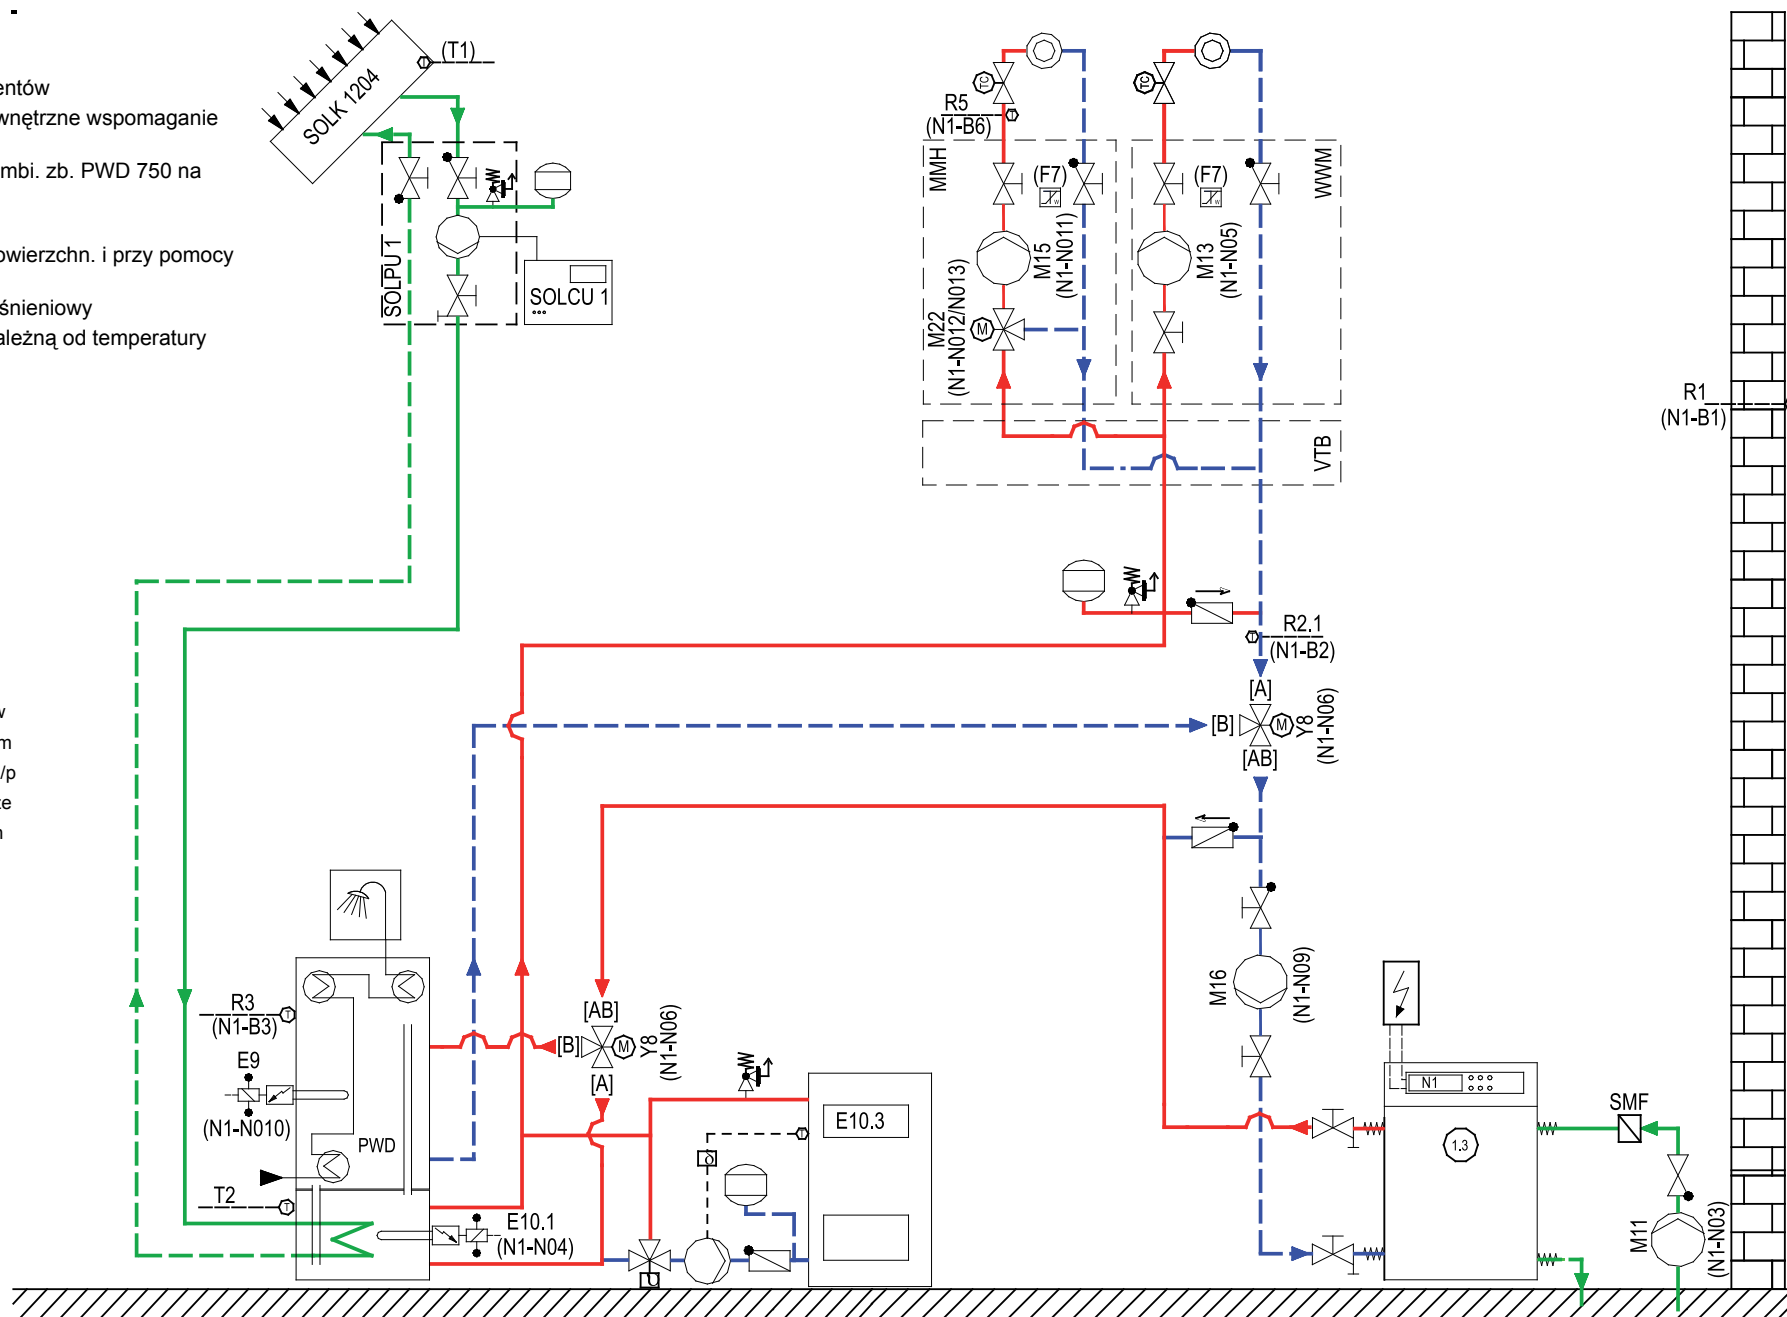 entów
wnętrzne wspomaganie
mbi. zb. PWD 750 na
owierzchn. i przy pomocy
śnieniowy
ależną od temperatury
w
m
/p
te
n
(T1)
SOLK 1204
SOLPU 1
SOLCU 1
R5
(N1-B6)
TC
TC
MMH
(F7)
W
M15
(N1-N011)
M22
(N1-N012/N013)
M
WWM
(F7)
W
M13
(N1-N05)
VTB
R1
(N1-B1)
T
R2.1
(N1-B2)
[A]
[B]
M
Y8
(N1-N06)
[AB]
M16
(N1-N09)
R3
(N1-B3)
T
E9
(N1-N010)
PWD
T2
T
E10.1
(N1-N04)
[AB]
[B]
M
Y8
(N1-N06)
[A]
E10.3
N1
1.3
SMF
M11
(N1-N03)